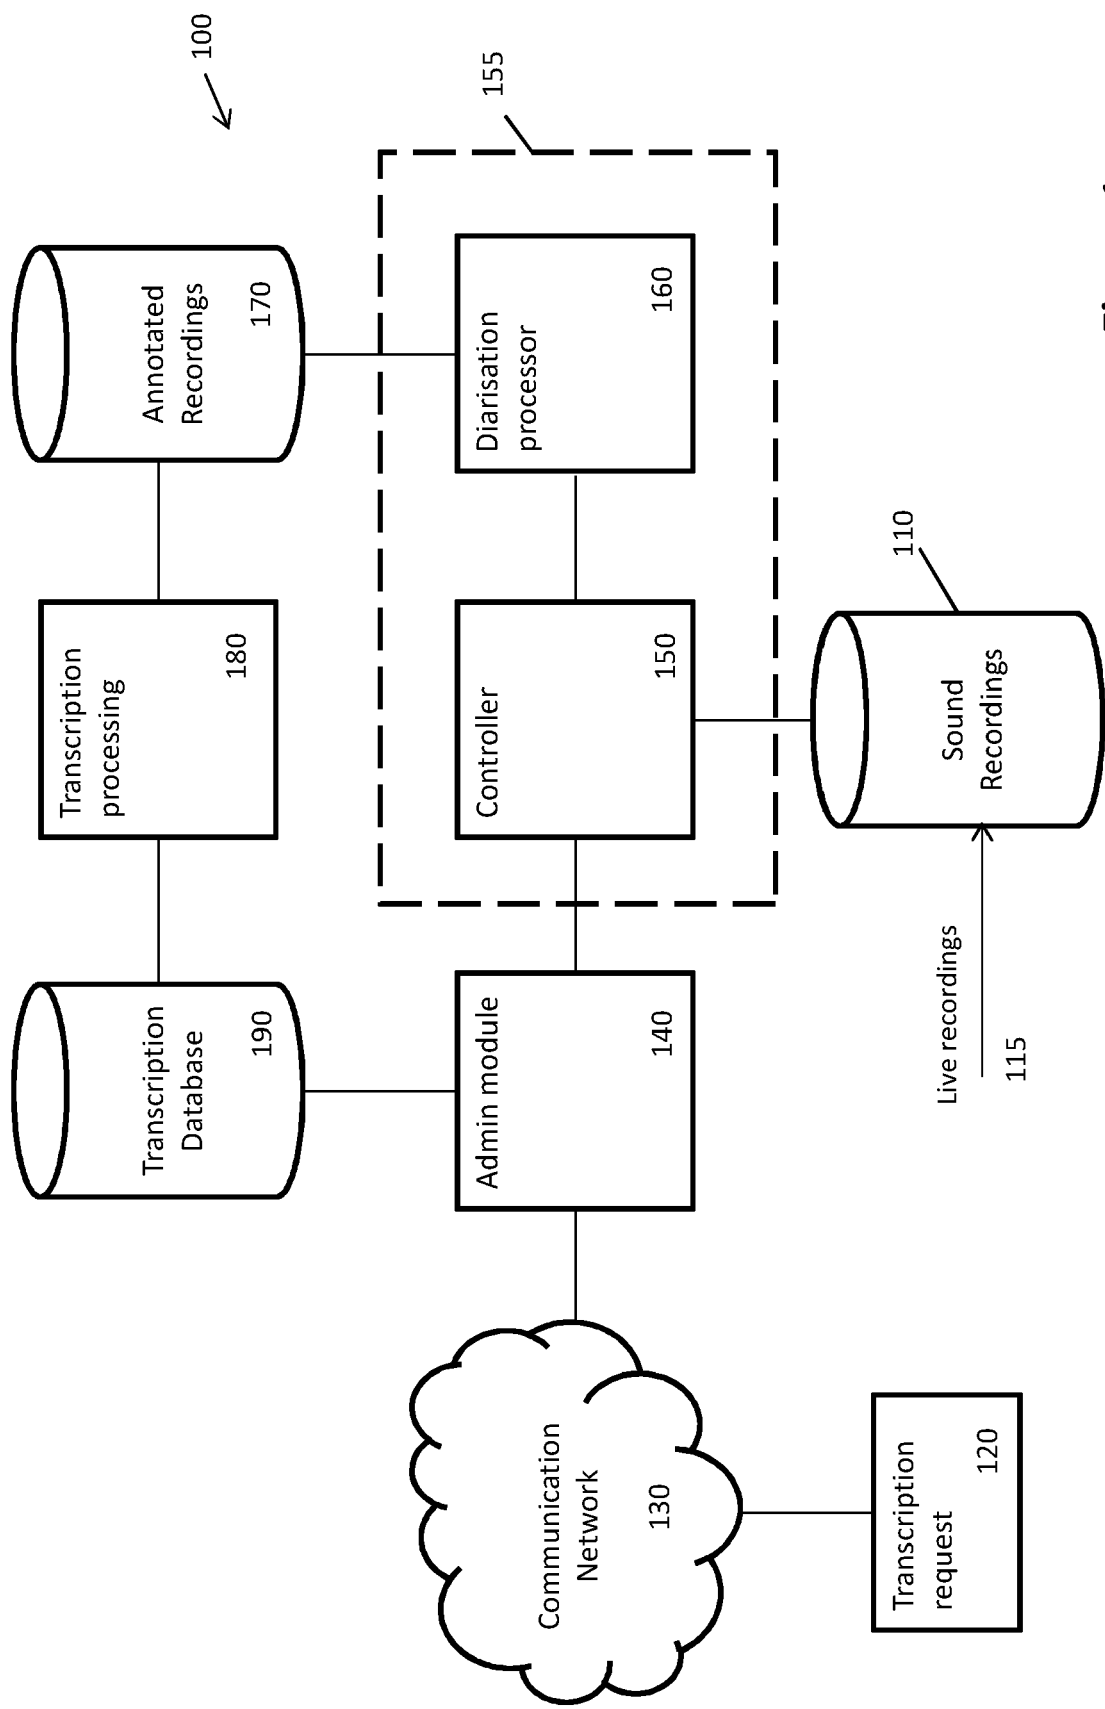 100
Transcription
Database
190
Transcription
processing
180
Annotated
Recordings
170
155
Communication
Network
130
Admin module
140
Controller
150
Diarisation
processor
160
Transcription
request
120
Live recordings
115
Sound
Recordings
110